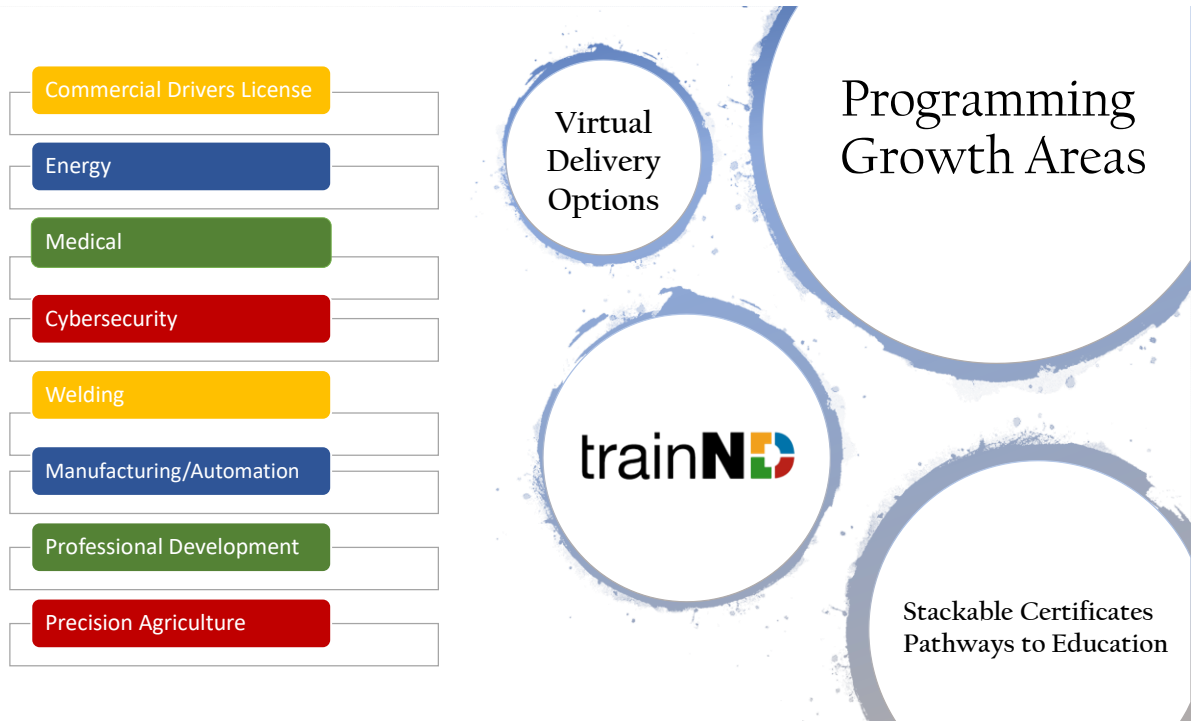 Commercial Drivers License
Energy
Medical
Cybersecurity
Welding
Manufacturing/Automation
Professional Development
Precision Agriculture
Virtual
Delivery
Options
Programming
Growth Areas
trainND
Stackable Certificates
Pathways to Education